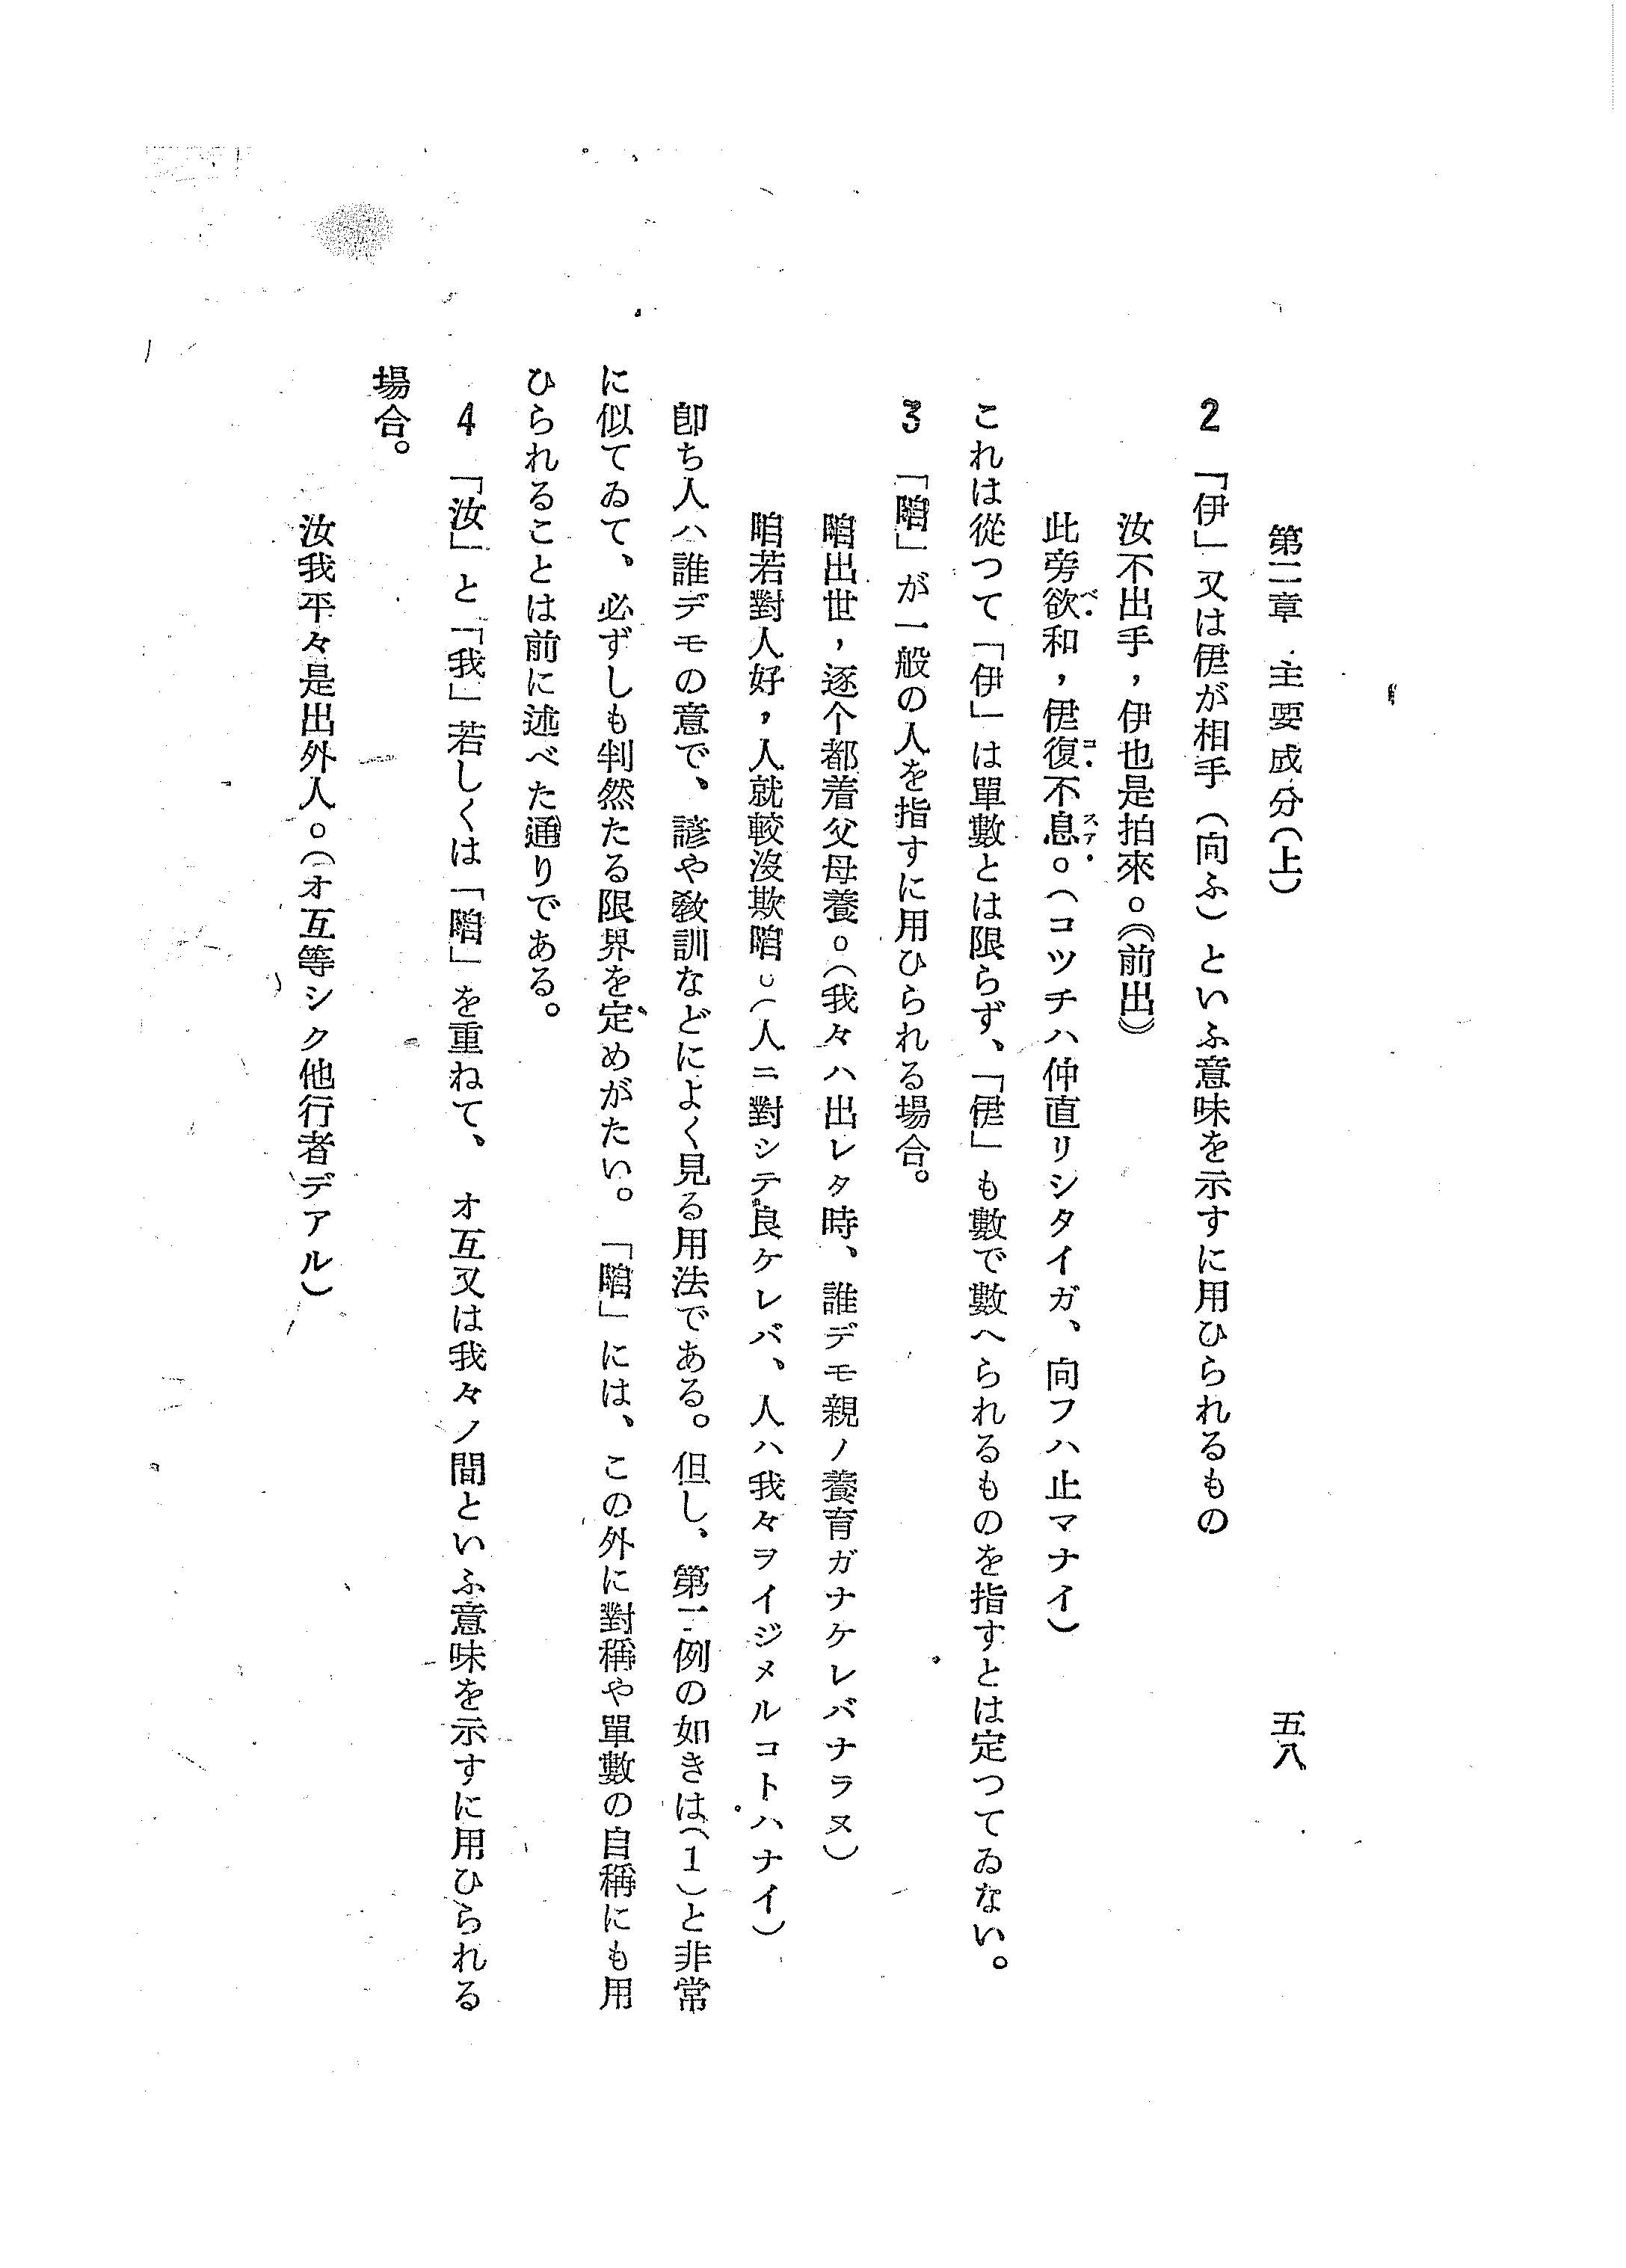 第二章 主要成分(上)
五八
2 「伊」又は𪜶が相手（向ふ）といふ意味を示すに用ひられるもの
汝不出手，伊也是拍來。《前出》
此旁欲ベ・和，𪜶復コ・不息ステ・。（コツチハ仲直リシタイガ、向フハ止マナイ）
これは從つて「伊」は單數とは限らず、「𪜶」も數で數へられるものを指すとは定つてゐない。
3 「咱」が一般の人を指すに用ひられる場合。
咱出世，逐个都着父母養。（我々ハ出レタ時、誰デモ親ノ養育ガナケレバナラヌ）
咱若對人好，人就較沒欺咱。（人ニ對シテ良ケレバ、人ハ我々ヲイジメルコトハナイ）
卽ち人ハ誰デモの意で、諺や敎訓などによく見る用法である。但し、第二例の如きは（1）と非常
に似てゐて、必ずしも判然たる限界を定めがたい。「咱」には、この外に對稱や單數の自稱にも用
ひられることは前に述べた通りである。
4 「汝」と「我」若しくは「咱」を重ねて、オ互又は我々ノ間といふ意味を示すに用ひられる
場合。
汝我平々是出外人。（オ互等シク他行者デアル）